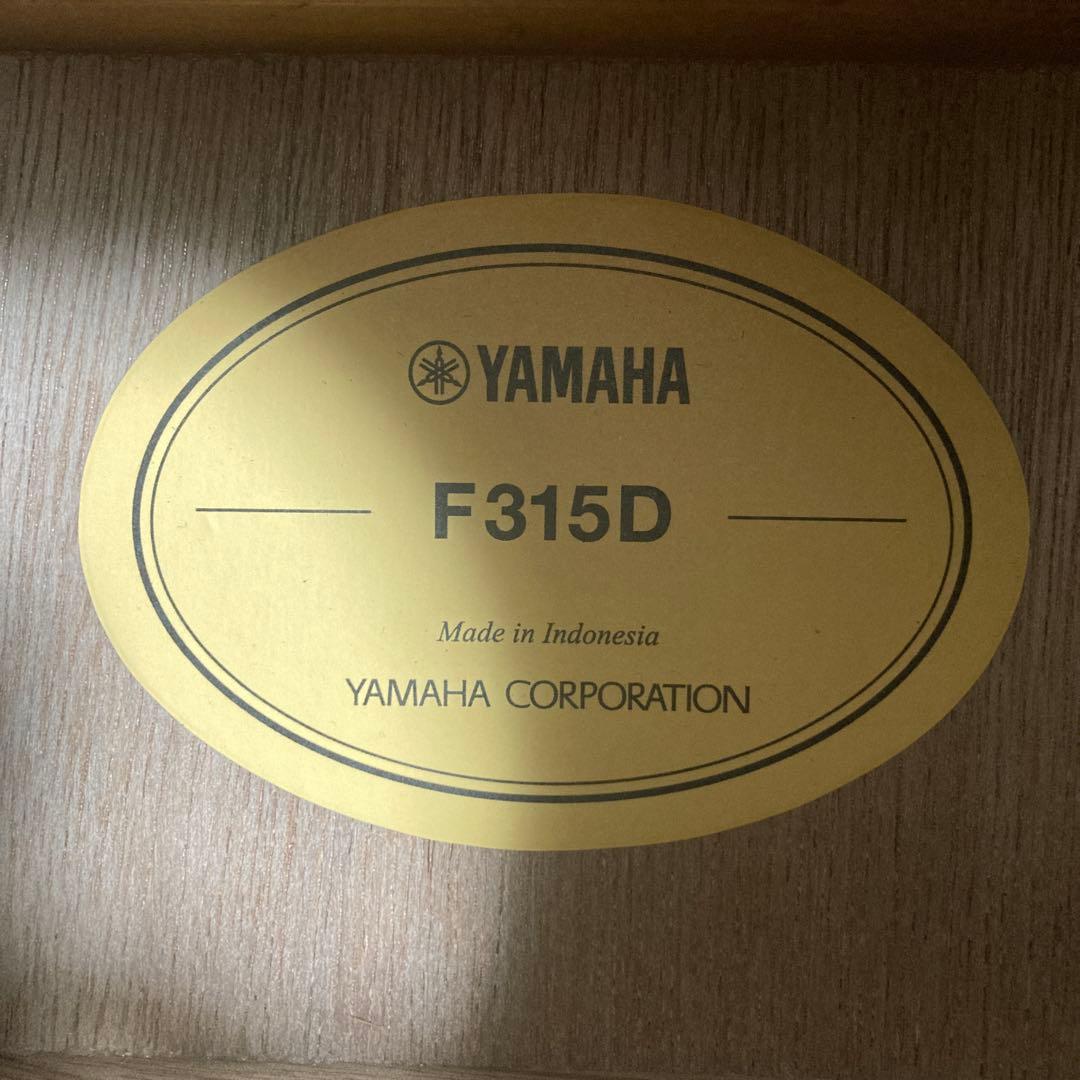 YAMAHA
F315D
Made in Indonesia
YAMAHA CORPORATION